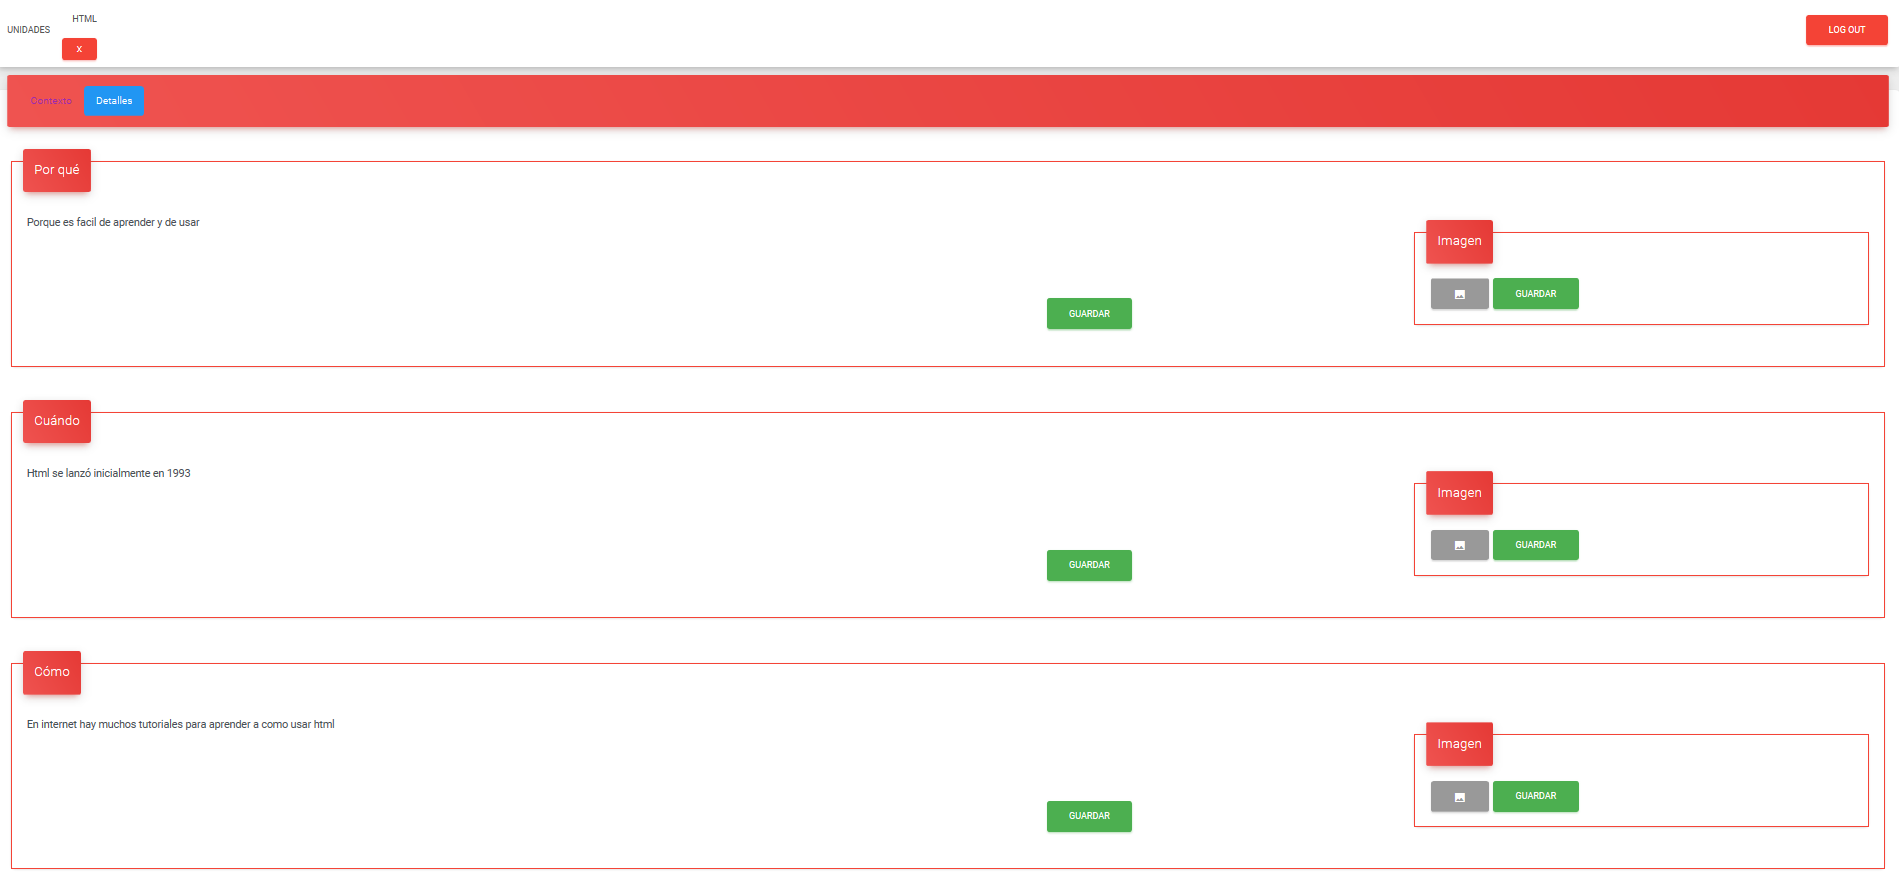 UNIDADES
HTML
X
LOG OUT
Contexto
Detalles
Por qué
Porque es facil de aprender y de usar
GUARDAR
Imagen
GUARDAR
Cuándo
Html se lanzó inicialmente en 1993
GUARDAR
Imagen
GUARDAR
Cómo
En internet hay muchos tutoriales para aprender a como usar html
GUARDAR
Imagen
GUARDAR